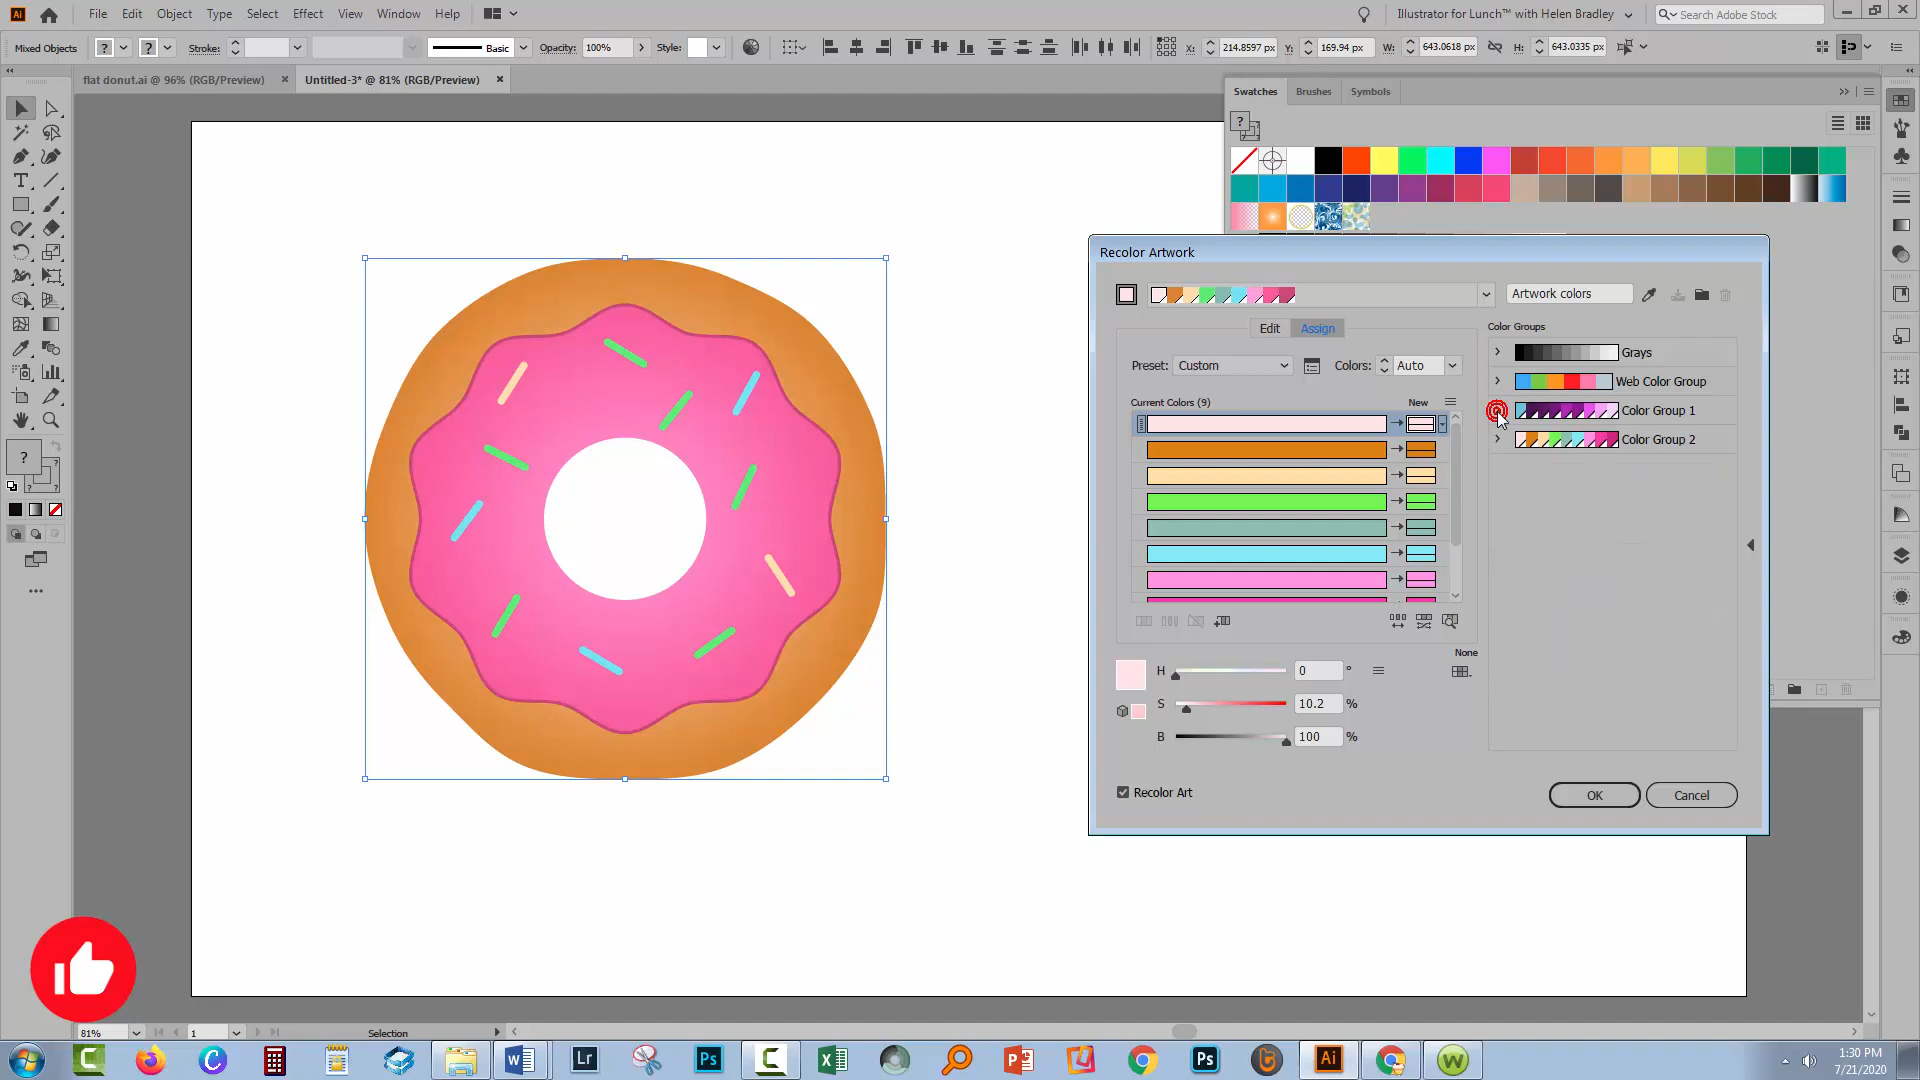 Ai File Edit Object Type Select Effect View Window Help Illustrator for Lunch™ with Helen Bradley Search Adobe Stock
Mixed Objects ? ? Stroke: Basic Opacity: 100% Style: X: 214.8597 px Y: 169.94 px W: 643.0618 px H: 643.0335 px
flat donut.ai @ 96% (RGB/Preview) Untitled-3* @ 81% (RGB/Preview)
Swatches Brushes Symbols
?
Recolor Artwork
Artwork colors
Edit Assign Color Groups
Preset: Custom Colors: Auto
Grays
Web Color Group
Color Group 1
Color Group 2
Current Colors (9) New
?
? ?
None
H 0 °
S 10.2 %
B 100 %
Recolor Art OK Cancel
81% 1 Selection
C C Lr Ps C X W P Ps Ai W
1:30 PM
7/21/2020